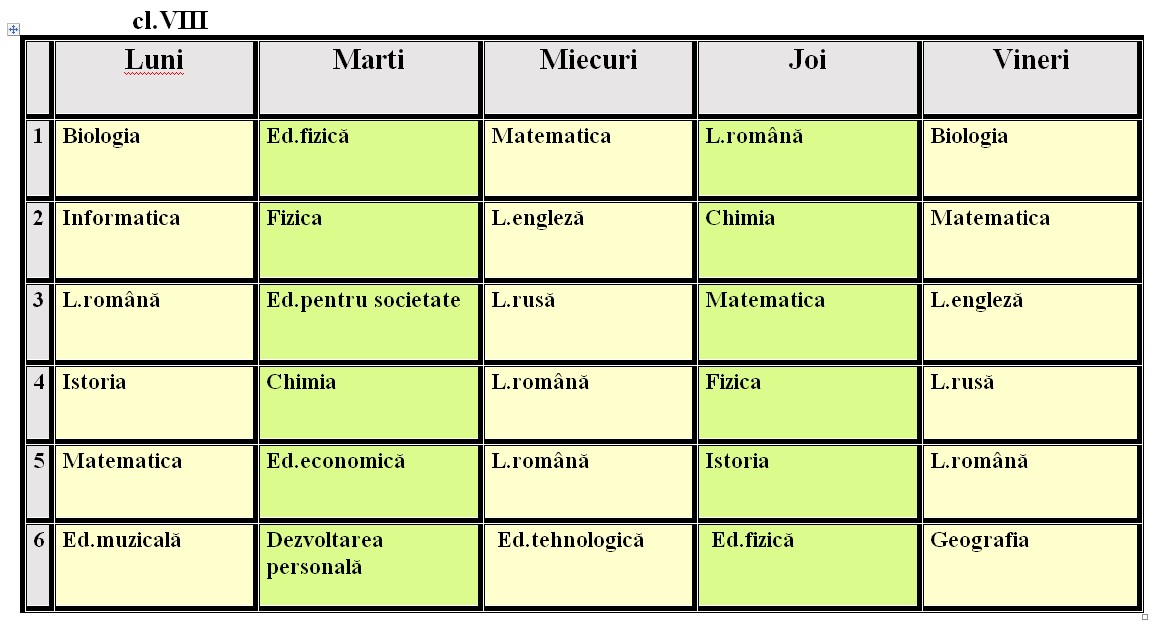 cl.VIII
Luni Marti Miecuri Joi Vineri
1 Biologia Ed.fizică Matematica L.română Biologia
2 Informatica Fizica L.engleză Chimia Matematica
3 L.română Ed.pentru societate L.rusă Matematica L.engleză
4 Istoria Chimia L.română Fizica L.rusă
5 Matematica Ed.economică L.română Istoria L.română
6 Ed.muzicală Dezvoltarea Ed.tehnologică Ed.fizică Geografia
personală